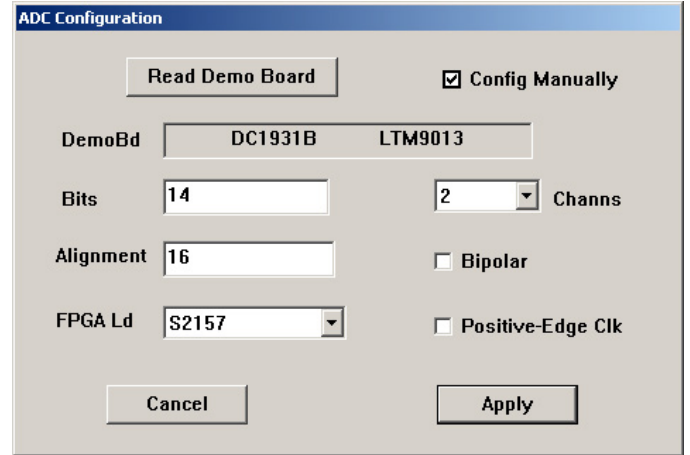 ADC Configuration
Read Demo Board Config Manually
DemoBd DC1931B LTM9013
Bits 14 2 Channs
Alignment 16 Bipolar
FPGA Ld S2157 Positive-Edge Clk
Cancel Apply